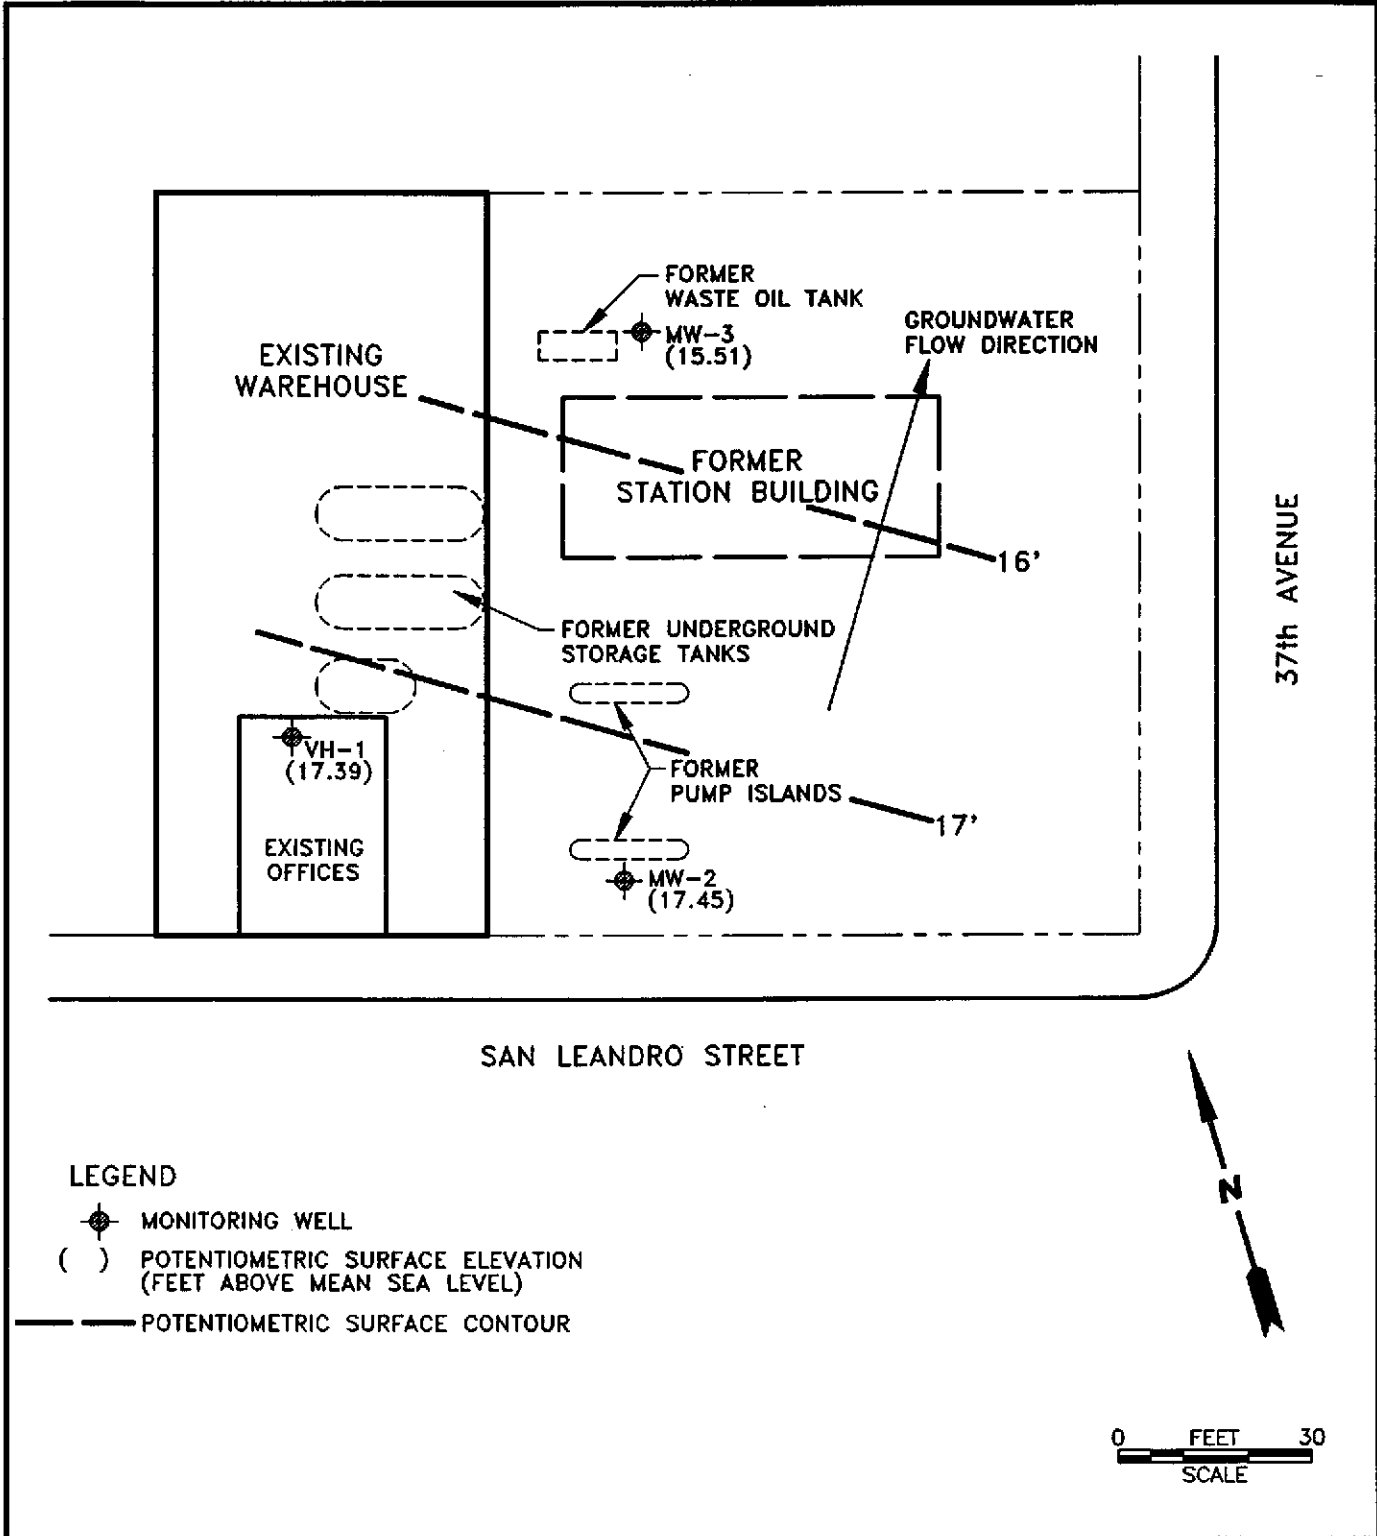 FORMER
WASTE OIL TANK
MW-3
(15.51)
GROUNDWATER
FLOW DIRECTION
EXISTING
WAREHOUSE
FORMER
STATION BUILDING
16'
37th AVENUE
FORMER UNDERGROUND
STORAGE TANKS
VH-1
(17.39)
FORMER
PUMP ISLANDS
17'
EXISTING
OFFICES
MW-2
(17.45)
SAN LEANDRO STREET
N
LEGEND
MONITORING WELL
( ) POTENTIOMETRIC SURFACE ELEVATION
(FEET ABOVE MEAN SEA LEVEL)
POTENTIOMETRIC SURFACE CONTOUR
0 FEET 30
SCALE